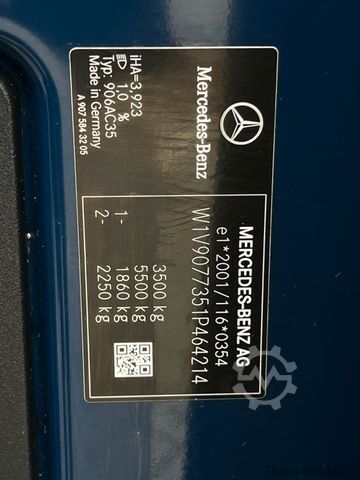 Mercedes-Benz
iHA=3,923
1,0 %
Typ: 906AC35
Made in Germany
A 907 584 32 05
MERCEDES-BENZ AG
e1*2001/116*0354
W1V9077351P464214
3500 kg
5500 kg
1- 1860 kg
2- 2250 kg